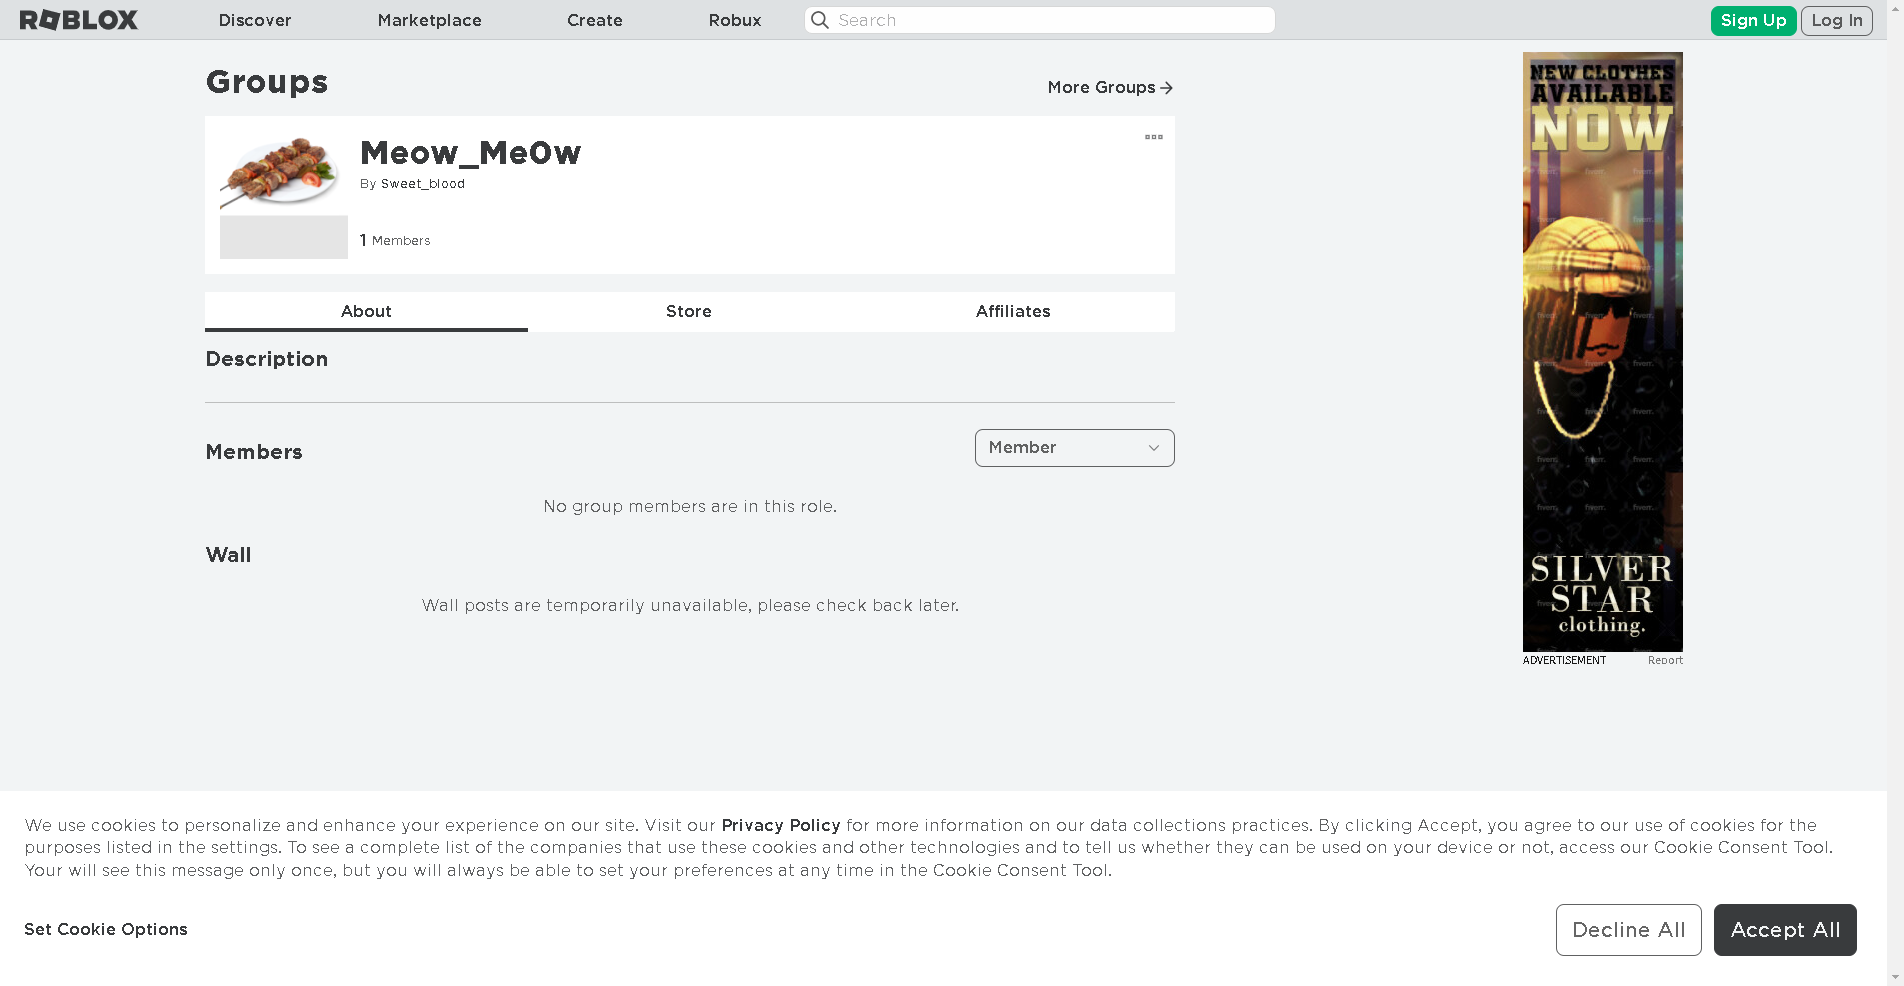 ROBLOX
Discover
Marketplace
Create
Robux
Search
Sign Up
Log In
Groups
More Groups
Meow_Me0w
By Sweet_blood
1 Members
About
Store
Affiliates
Description
Members
Member
No group members are in this role.
Wall
Wall posts are temporarily unavailable, please check back later.
NEW CLOTHES
AVAILABLE
NOW
SILVER
STAR
clothing.
ADVERTISEMENT
Report
We use cookies to personalize and enhance your experience on our site. Visit our Privacy Policy for more information on our data collections practices. By clicking Accept, you agree to our use of cookies for the
purposes listed in the settings. To see a complete list of the companies that use these cookies and other technologies and to tell us whether they can be used on your device or not, access our Cookie Consent Tool.
Your will see this message only once, but you will always be able to set your preferences at any time in the Cookie Consent Tool.
Set Cookie Options
Decline All
Accept All